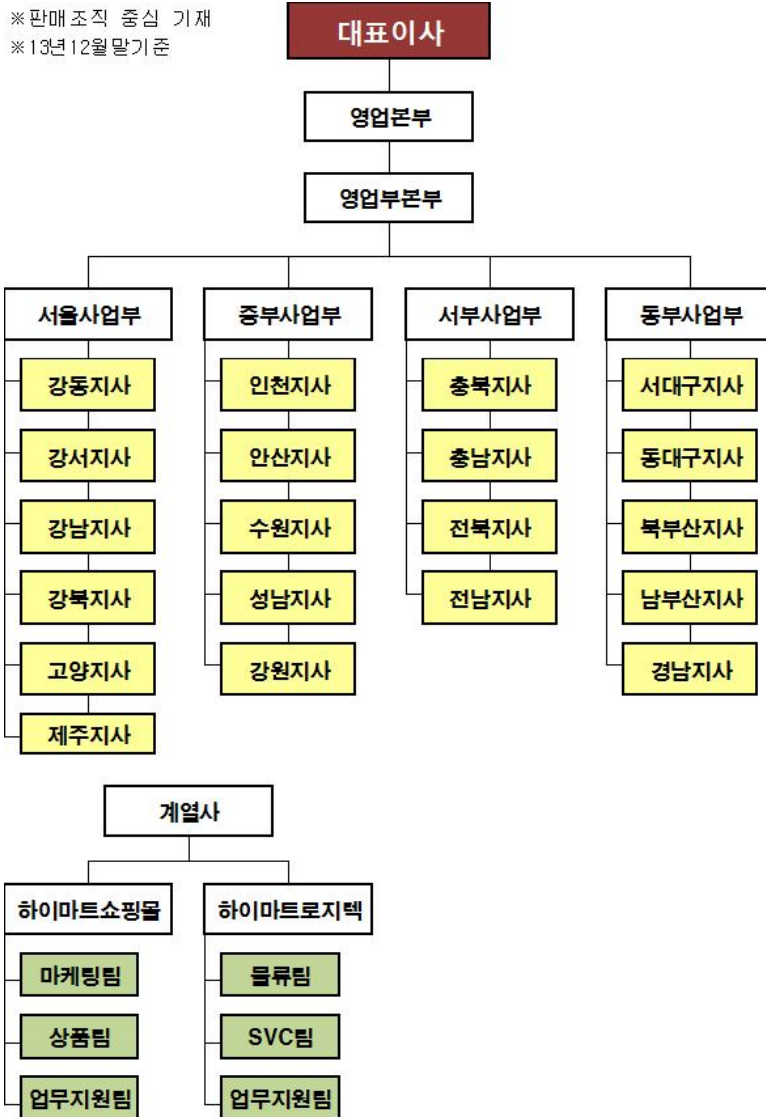 ※판매조직 중심 기재
※13년12월말기준
대표이사
영업본부
영업부본부
서울사업부
중부사업부
서부사업부
동부사업부
강동지사
인천지사
충북지사
서대구지사
강서지사
안산지사
충남지사
동대구지사
강남지사
수원지사
전북지사
북부산지사
강북지사
성남지사
전남지사
남부산지사
고양지사
강원지사
경남지사
제주지사
계열사
하이마트쇼핑몰
하이마트로지텍
마케팅팀
물류팀
상품팀
SVC팀
업무지원팀
업무지원팀